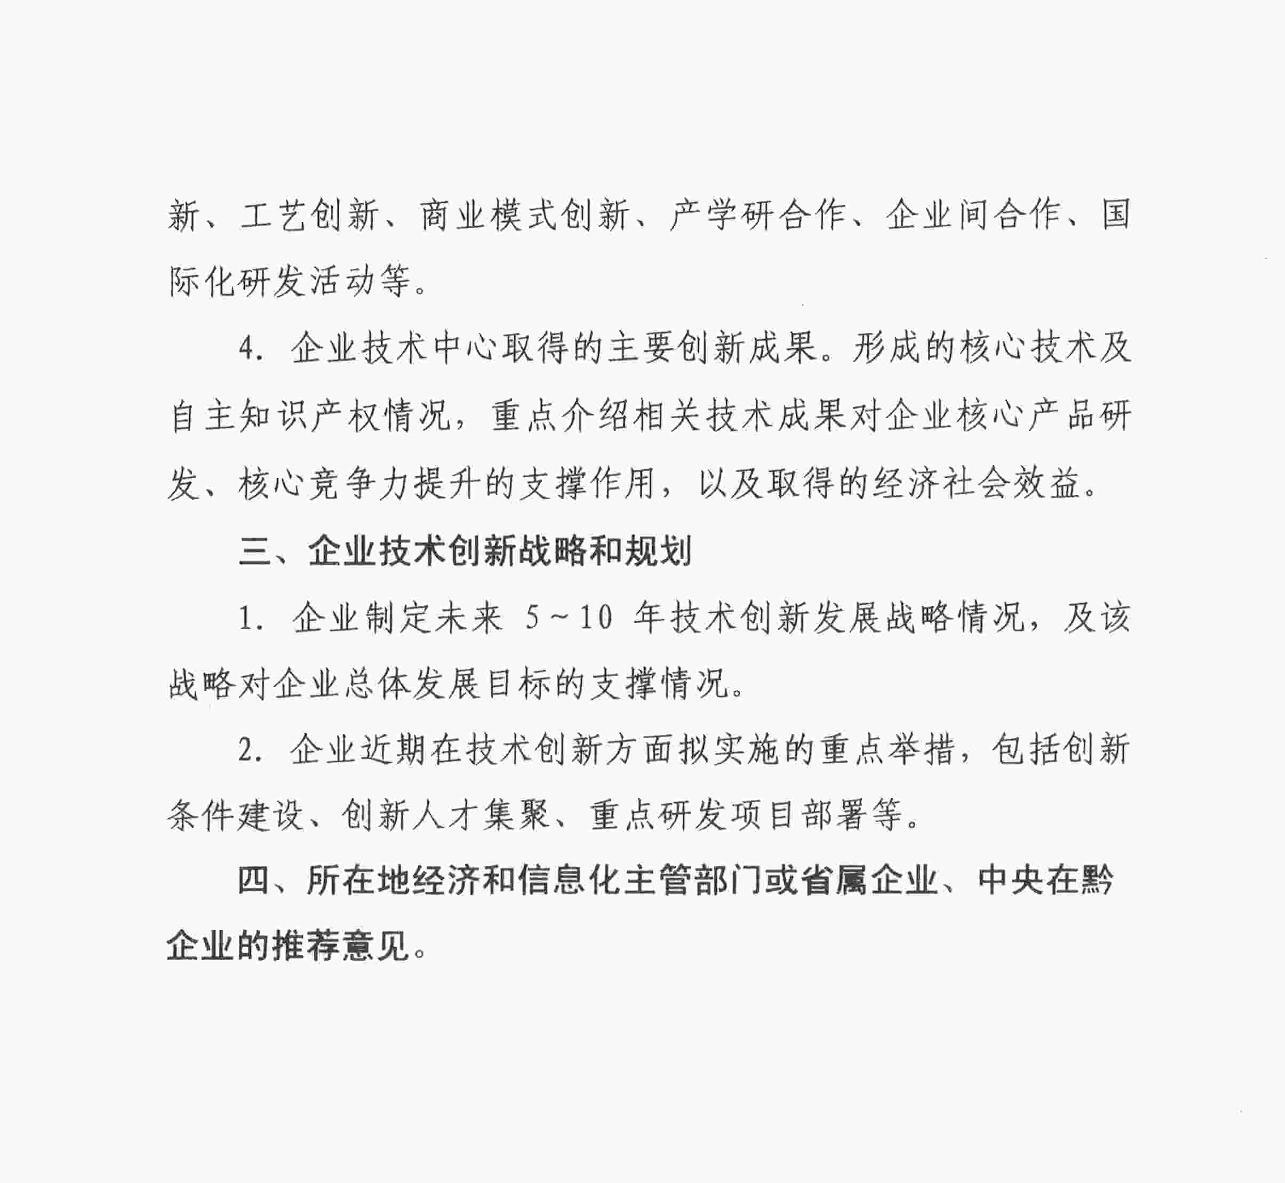 新、工艺创新、商业模式创新、产学研合作、企业间合作、国
际化研发活动等。
4. 企业技术中心取得的主要创新成果。形成的核心技术及
自主知识产权情况，重点介绍相关技术成果对企业核心产品研
发、核心竞争力提升的支撑作用，以及取得的经济社会效益。
三、企业技术创新战略和规划
1. 企业制定未来 5~10 年技术创新发展战略情况，及该
战略对企业总体发展目标的支撑情况。
2. 企业近期在技术创新方面拟实施的重点举措，包括创新
条件建设、创新人才集聚、重点研发项目部署等。
四、所在地经济和信息化主管部门或省属企业、中央在黔
企业的推荐意见。